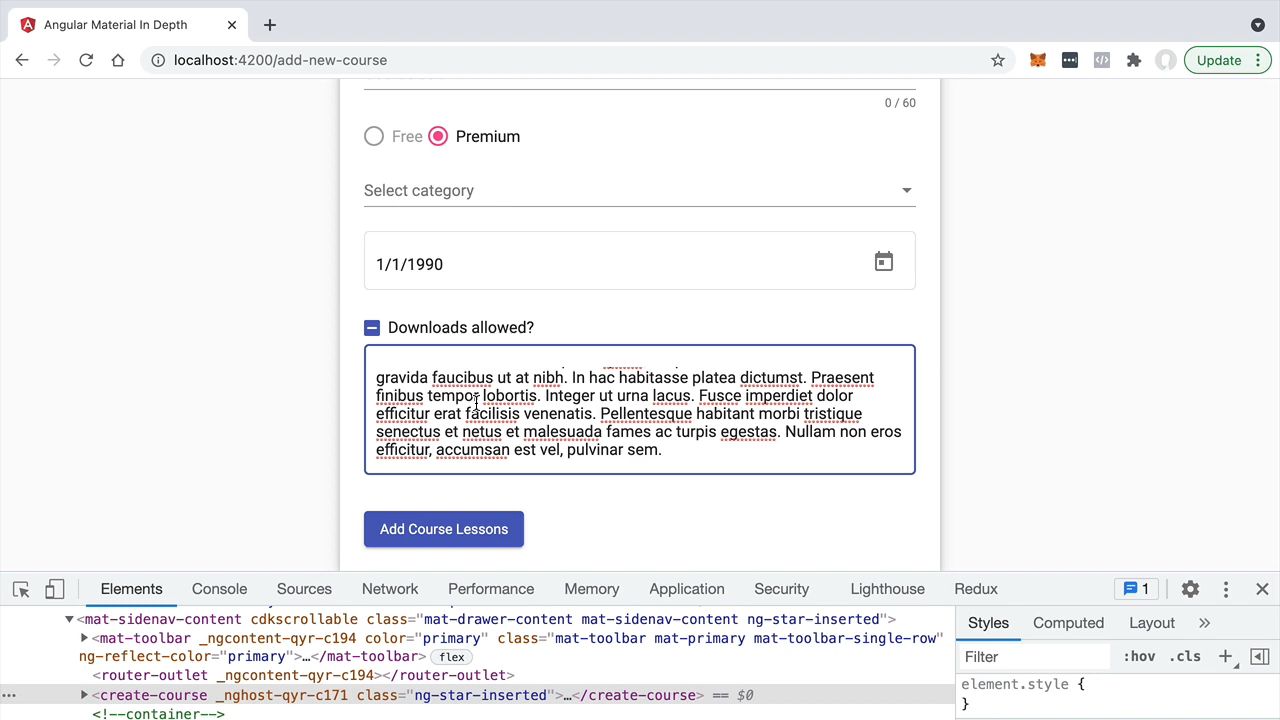 Angular Material In Depth
localhost:4200/add-new-course
Update
0 / 60
Free
Premium
Select category
1/1/1990
Downloads allowed?
gravida faucibus ut at nibh. In hac habitasse platea dictumst. Praesent
finibus tempor lobortis. Integer ut urna lacus. Fusce imperdiet dolor
efficitur erat facilisis venenatis. Pellentesque habitant morbi tristique
senectus et netus et malesuada fames ac turpis egestas. Nullam non eros
efficitur, accumsan est vel, pulvinar sem.
Add Course Lessons
Elements Console Sources Network Performance Memory Application Security Lighthouse Redux 1
<mat-sidenav-content cdkscrollable class="mat-drawer-content mat-sidenav-content ng-star-inserted">
<mat-toolbar _ngcontent-qyr-c194 color="primary" class="mat-toolbar mat-primary mat-toolbar-single-row"
ng-reflect-color="primary">…</mat-toolbar> flex
<router-outlet _ngcontent-qyr-c194></router-outlet>
<create-course _nghost-qyr-c171 class="ng-star-inserted">…</create-course> == $0
<!--container-->
Styles Computed Layout
Filter :hov .cls
element.style {
}